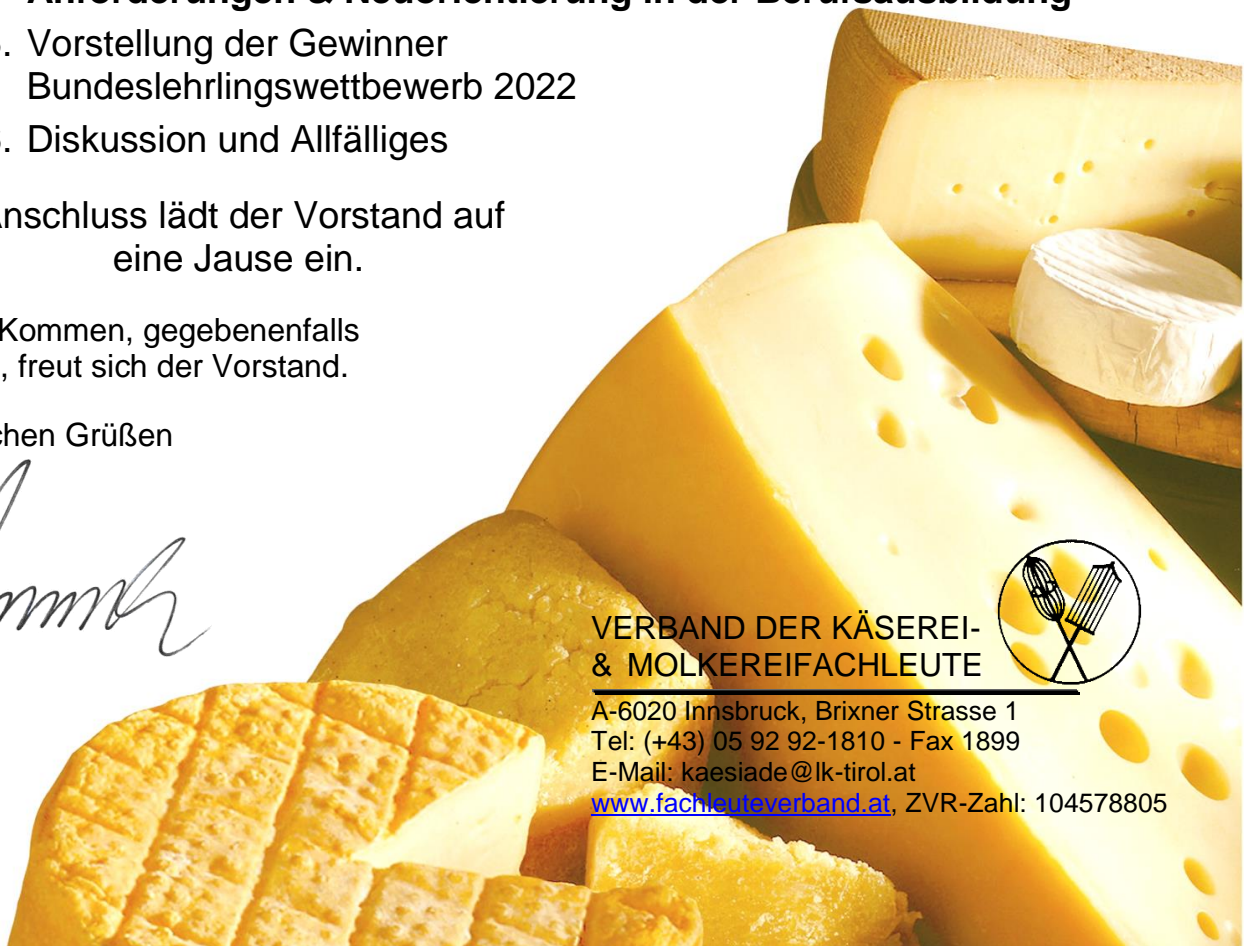 Anforderungen & Neuorientierung in der Berufsausbildung
. Vorstellung der Gewinner
Bundeslehrlingswettbewerb 2022
. Diskussion und Allfälliges
nschluss lädt der Vorstand auf
eine Jause ein.
Kommen, gegebenenfalls
, freut sich der Vorstand.
chen Grüßen
VERBAND DER KÄSEREI-
& MOLKEREIFACHLEUTE
A-6020 Innsbruck, Brixner Strasse 1
Tel: (+43) 05 92 92-1810 - Fax 1899
E-Mail: kaesiade@lk-tirol.at
www.fachleuteverband.at, ZVR-Zahl: 104578805